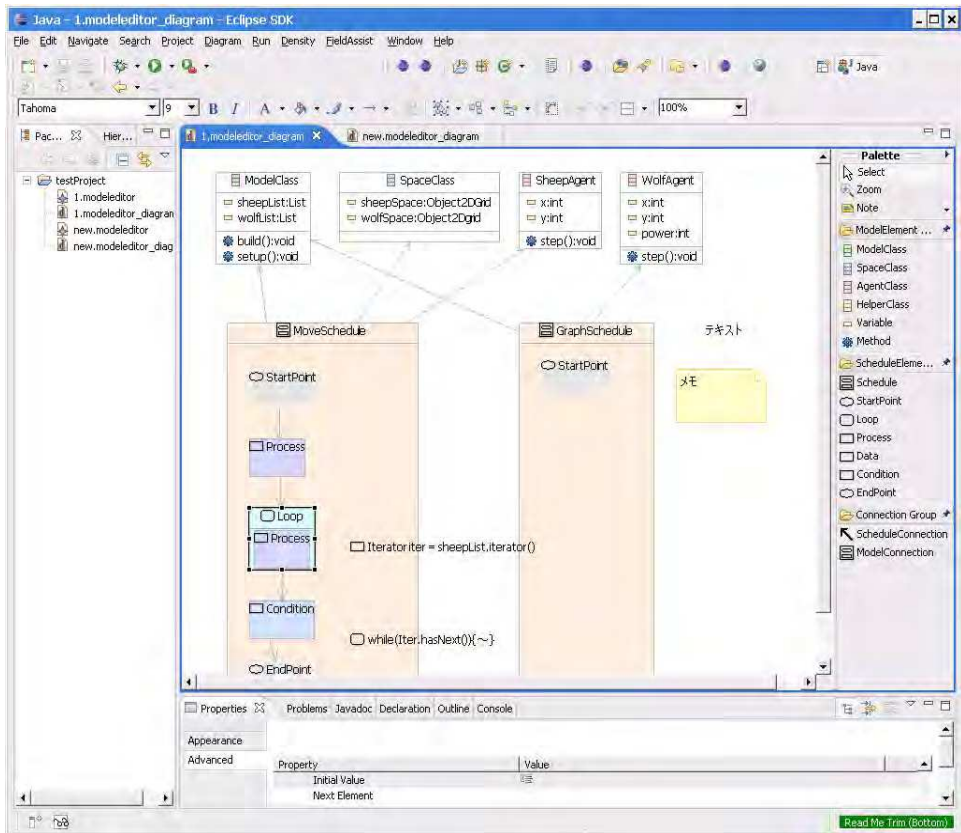 Java - 1.modeleditor_diagram - Eclipse SDK
File Edit Navigate Search Project Diagram Run Density FieldAssist Window Help
Java
Tahoma 9 B I A 100%
Pac... Hier...
1.modeleditor_diagram
new.modeleditor_diagram
testProject
1.modeleditor
1.modeleditor_diagran
new.modeleditor
new.modeleditor_diag
ModelClass
sheepList:List
wolfList:List
build():void
setup():void
SpaceClass
sheepSpace:Object2DGrid
wolfSpace:Object2Dgrid
SheepAgent
x:int
y:int
step():void
WolfAgent
x:int
y:int
power:int
step():void
MoveSchedule
StartPoint
Process
Loop
Process
Iterator iter = sheepList.iterator()
Condition
while(Iter.hasNext()){~}
EndPoint
GraphSchedule
StartPoint
テキスト
メモ
Palette
Select
Zoom
Note
ModelElement ...
ModelClass
SpaceClass
AgentClass
HelperClass
Variable
Method
ScheduleEleme...
Schedule
StartPoint
Loop
Process
Data
Condition
EndPoint
Connection Group
ScheduleConnection
ModelConnection
Properties Problems Javadoc Declaration Outline Console
Appearance
Advanced
Property Value
Initial Value
Next Element
Read Me Trim (Bottom)